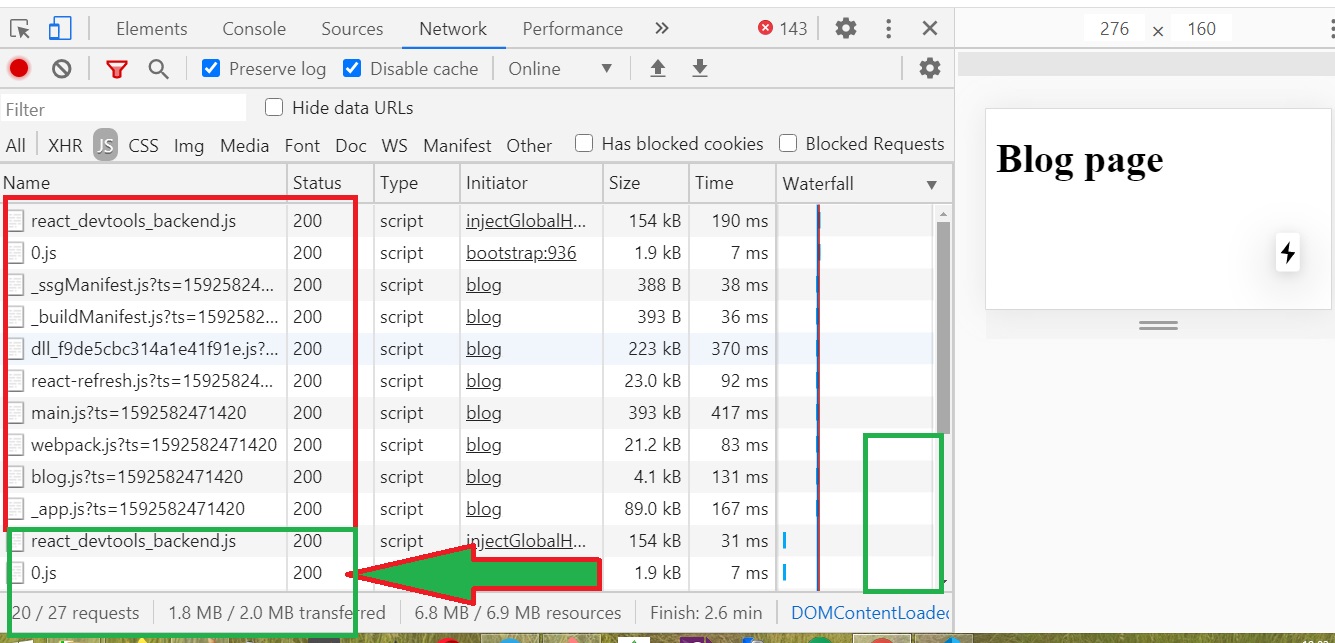 Elements Console Sources Network Performance 143
276 × 160
Preserve log Disable cache Online
Filter Hide data URLs
All XHR JS CSS Img Media Font Doc WS Manifest Other Has blocked cookies Blocked Requests
Name Status Type Initiator Size Time Waterfall
react_devtools_backend.js 200 script injectGlobalH... 154 kB 190 ms
0.js 200 script bootstrap:936 1.9 kB 7 ms
_ssgManifest.js?ts=15925824... 200 script blog 388 B 38 ms
_buildManifest.js?ts=1592582... 200 script blog 393 B 36 ms
dll_f9de5cbc314a1e41f91e.js?... 200 script blog 223 kB 370 ms
react-refresh.js?ts=15925824... 200 script blog 23.0 kB 92 ms
main.js?ts=1592582471420 200 script blog 393 kB 417 ms
webpack.js?ts=1592582471420 200 script blog 21.2 kB 83 ms
blog.js?ts=1592582471420 200 script blog 4.1 kB 131 ms
_app.js?ts=1592582471420 200 script blog 89.0 kB 167 ms
react_devtools_backend.js 200 script injectGlobalH... 154 kB 31 ms
0.js 200 1.9 kB 7 ms
20 / 27 requests 1.8 MB / 2.0 MB transferred 6.8 MB / 6.9 MB resources Finish: 2.6 min DOMContentLoaded
Blog page